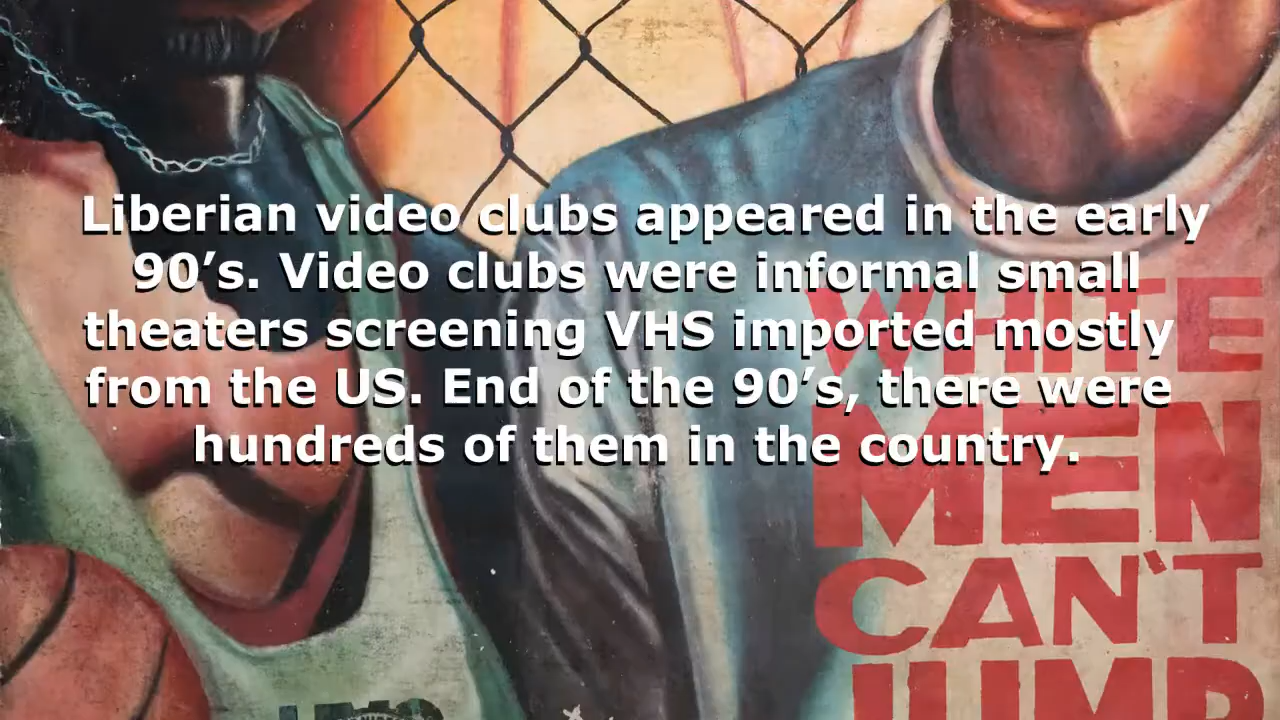 Liberian video clubs appeared in the early
90’s. Video clubs were informal small
theaters screening VHS imported mostly
from the US. End of the 90’s, there were
hundreds of them in the country.
WHITE
MEN
CAN'T
JUMP